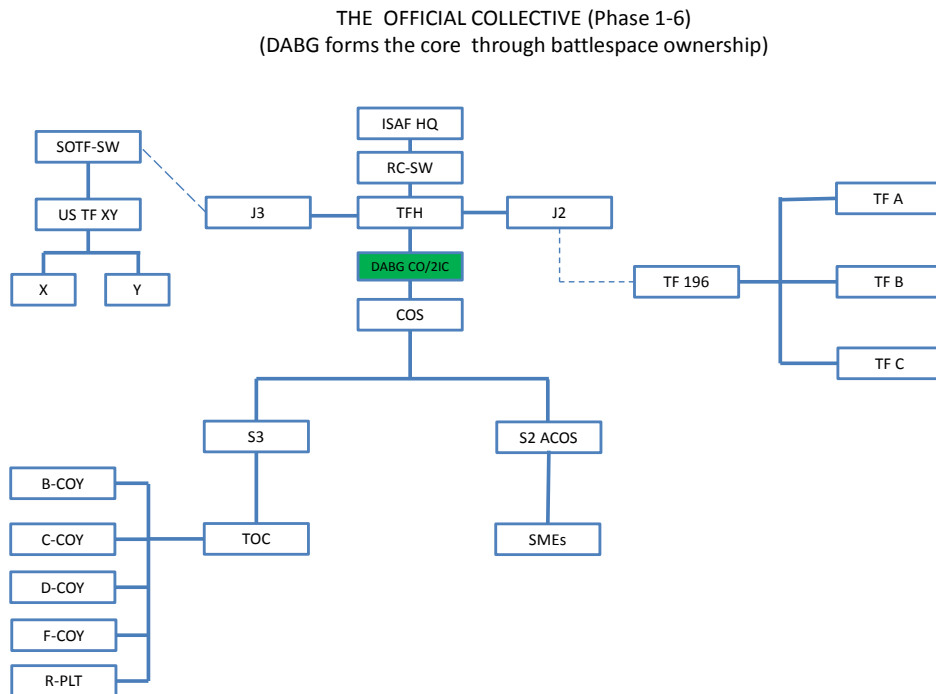 THE  OFFICIAL COLLECTIVE (Phase 1-6)
(DABG forms the core  through battlespace ownership)
ISAF HQ
SOTF-SW
RC-SW
TF A
US TF XY
J3
TFH
J2
DABG CO/2IC
X
Y
TF 196
TF B
COS
TF C
S3
S2 ACOS
B-COY
C-COY
TOC
SMEs
D-COY
F-COY
R-PLT